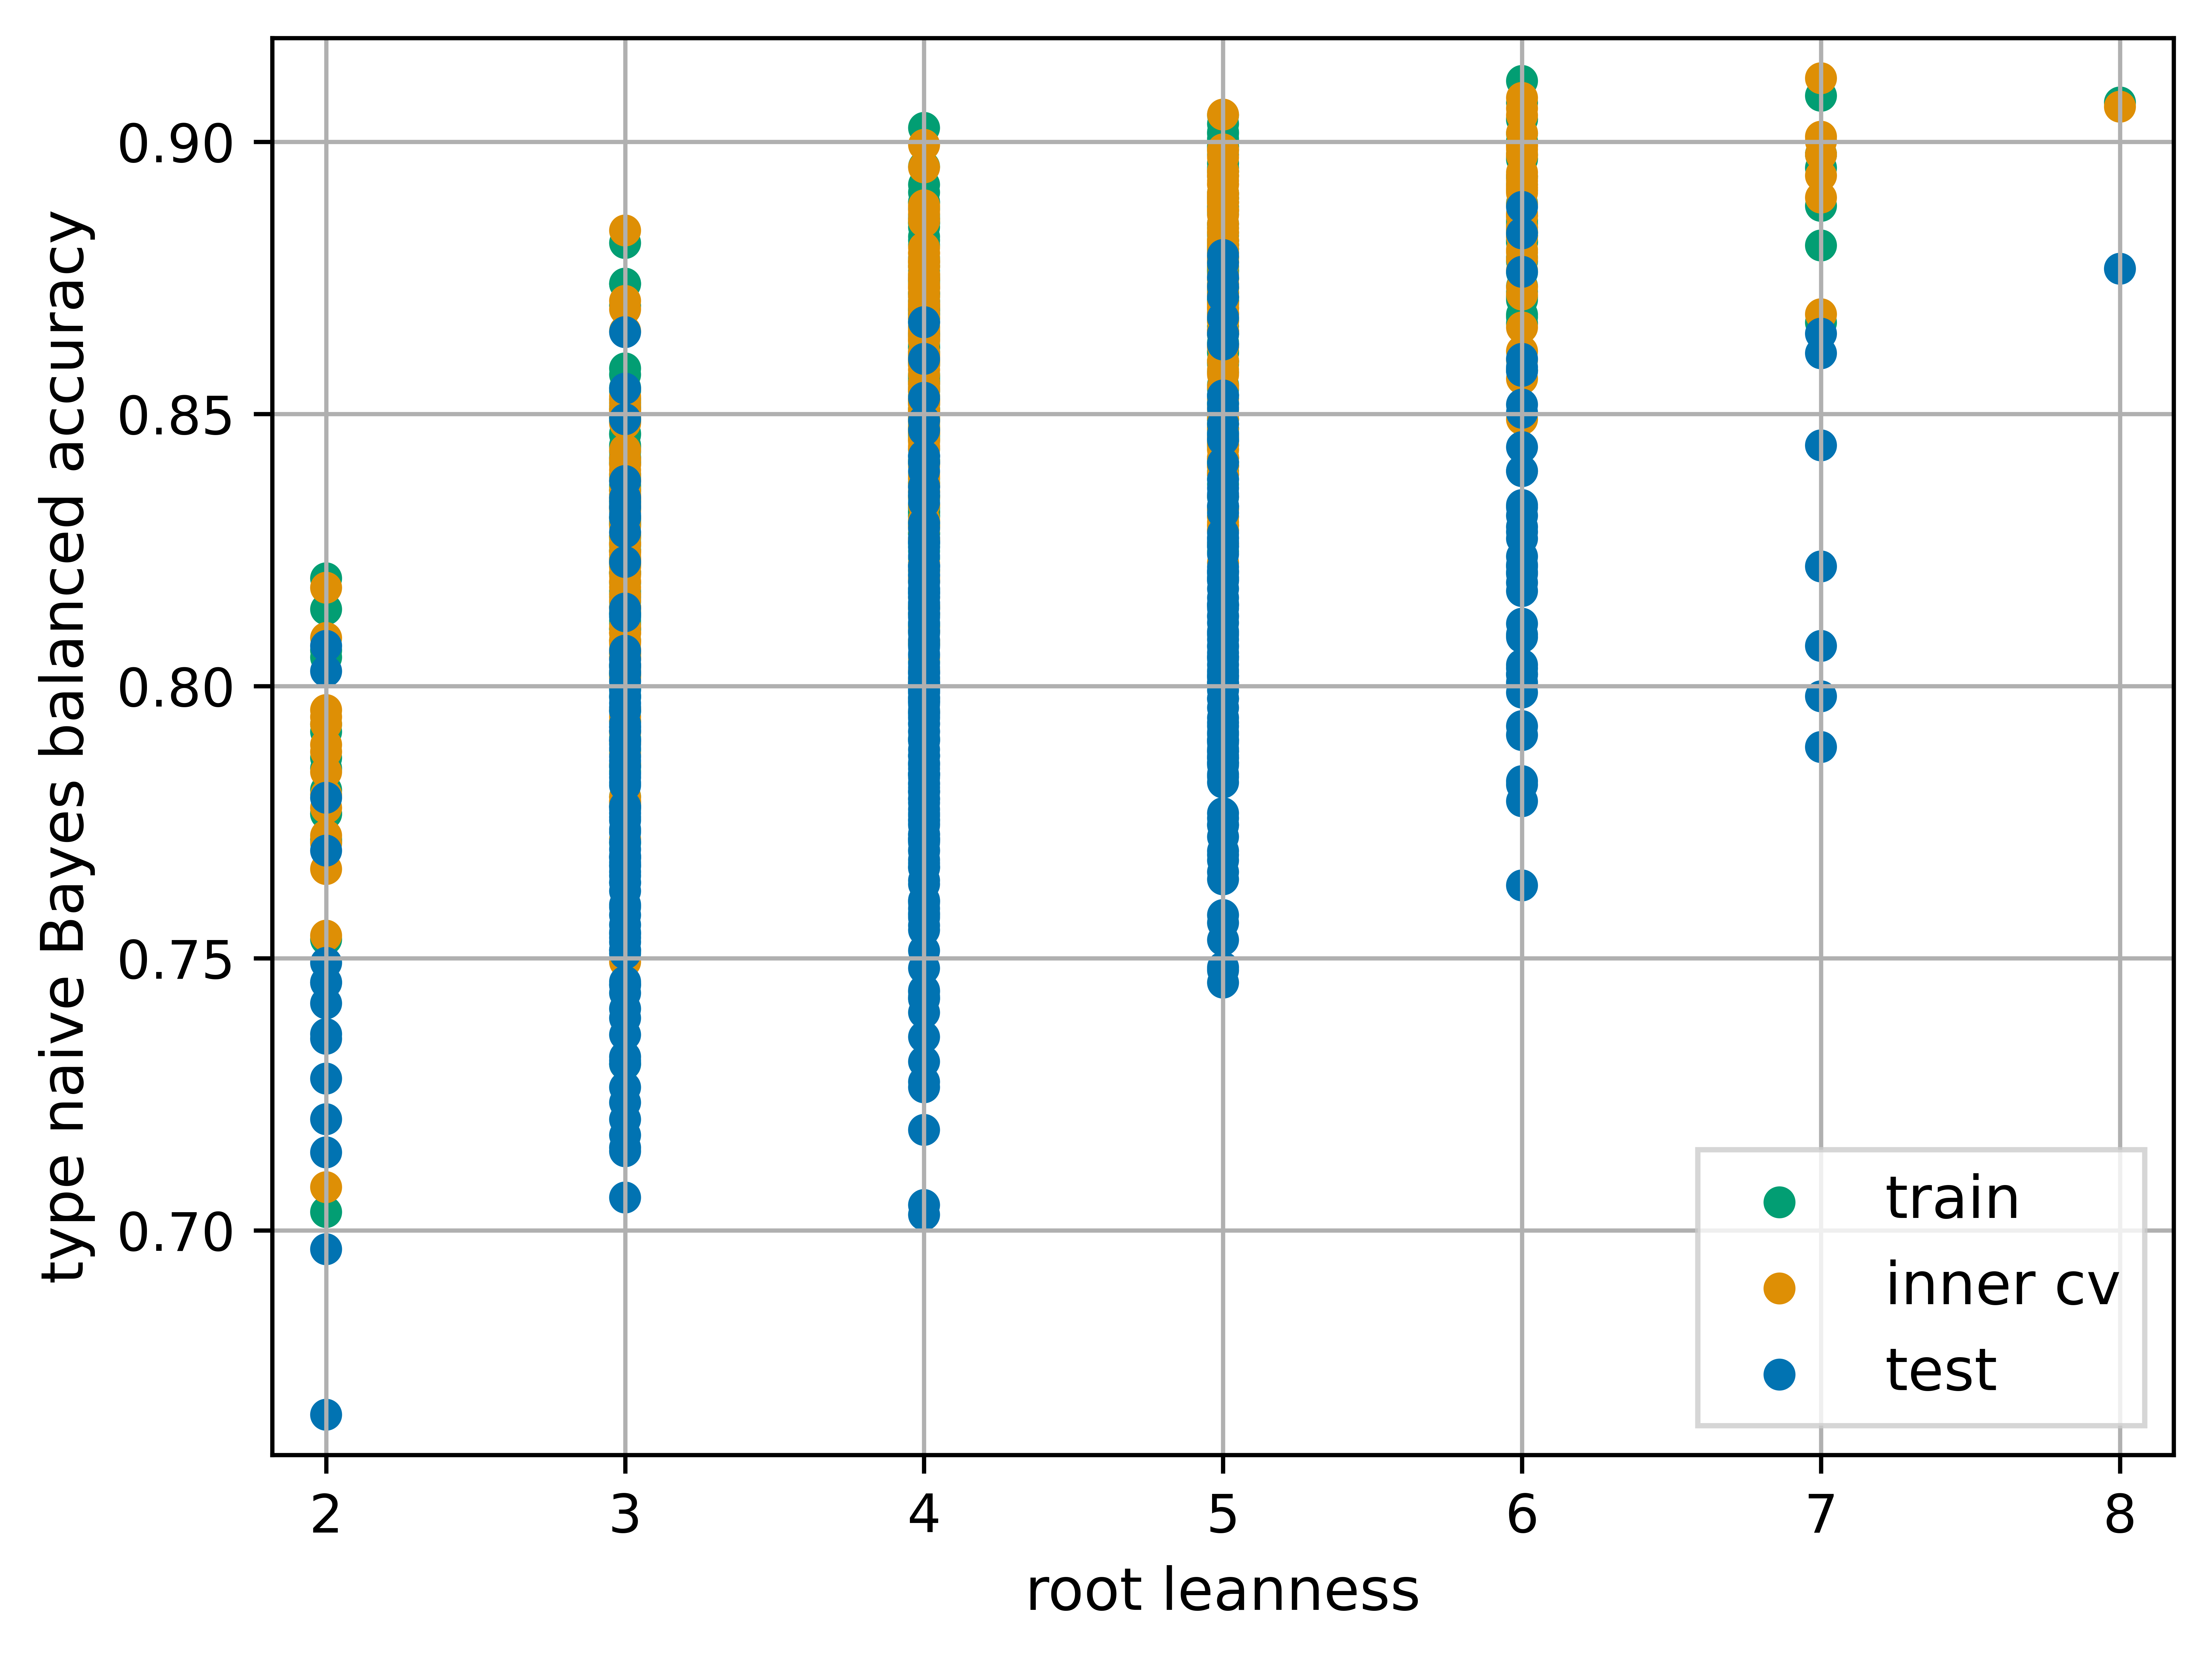 type naive Bayes balanced accuracy
0.90
0.85
0.80
0.75
0.70
2 3 4 5 6 7 8
root leanness
train
inner cv
test